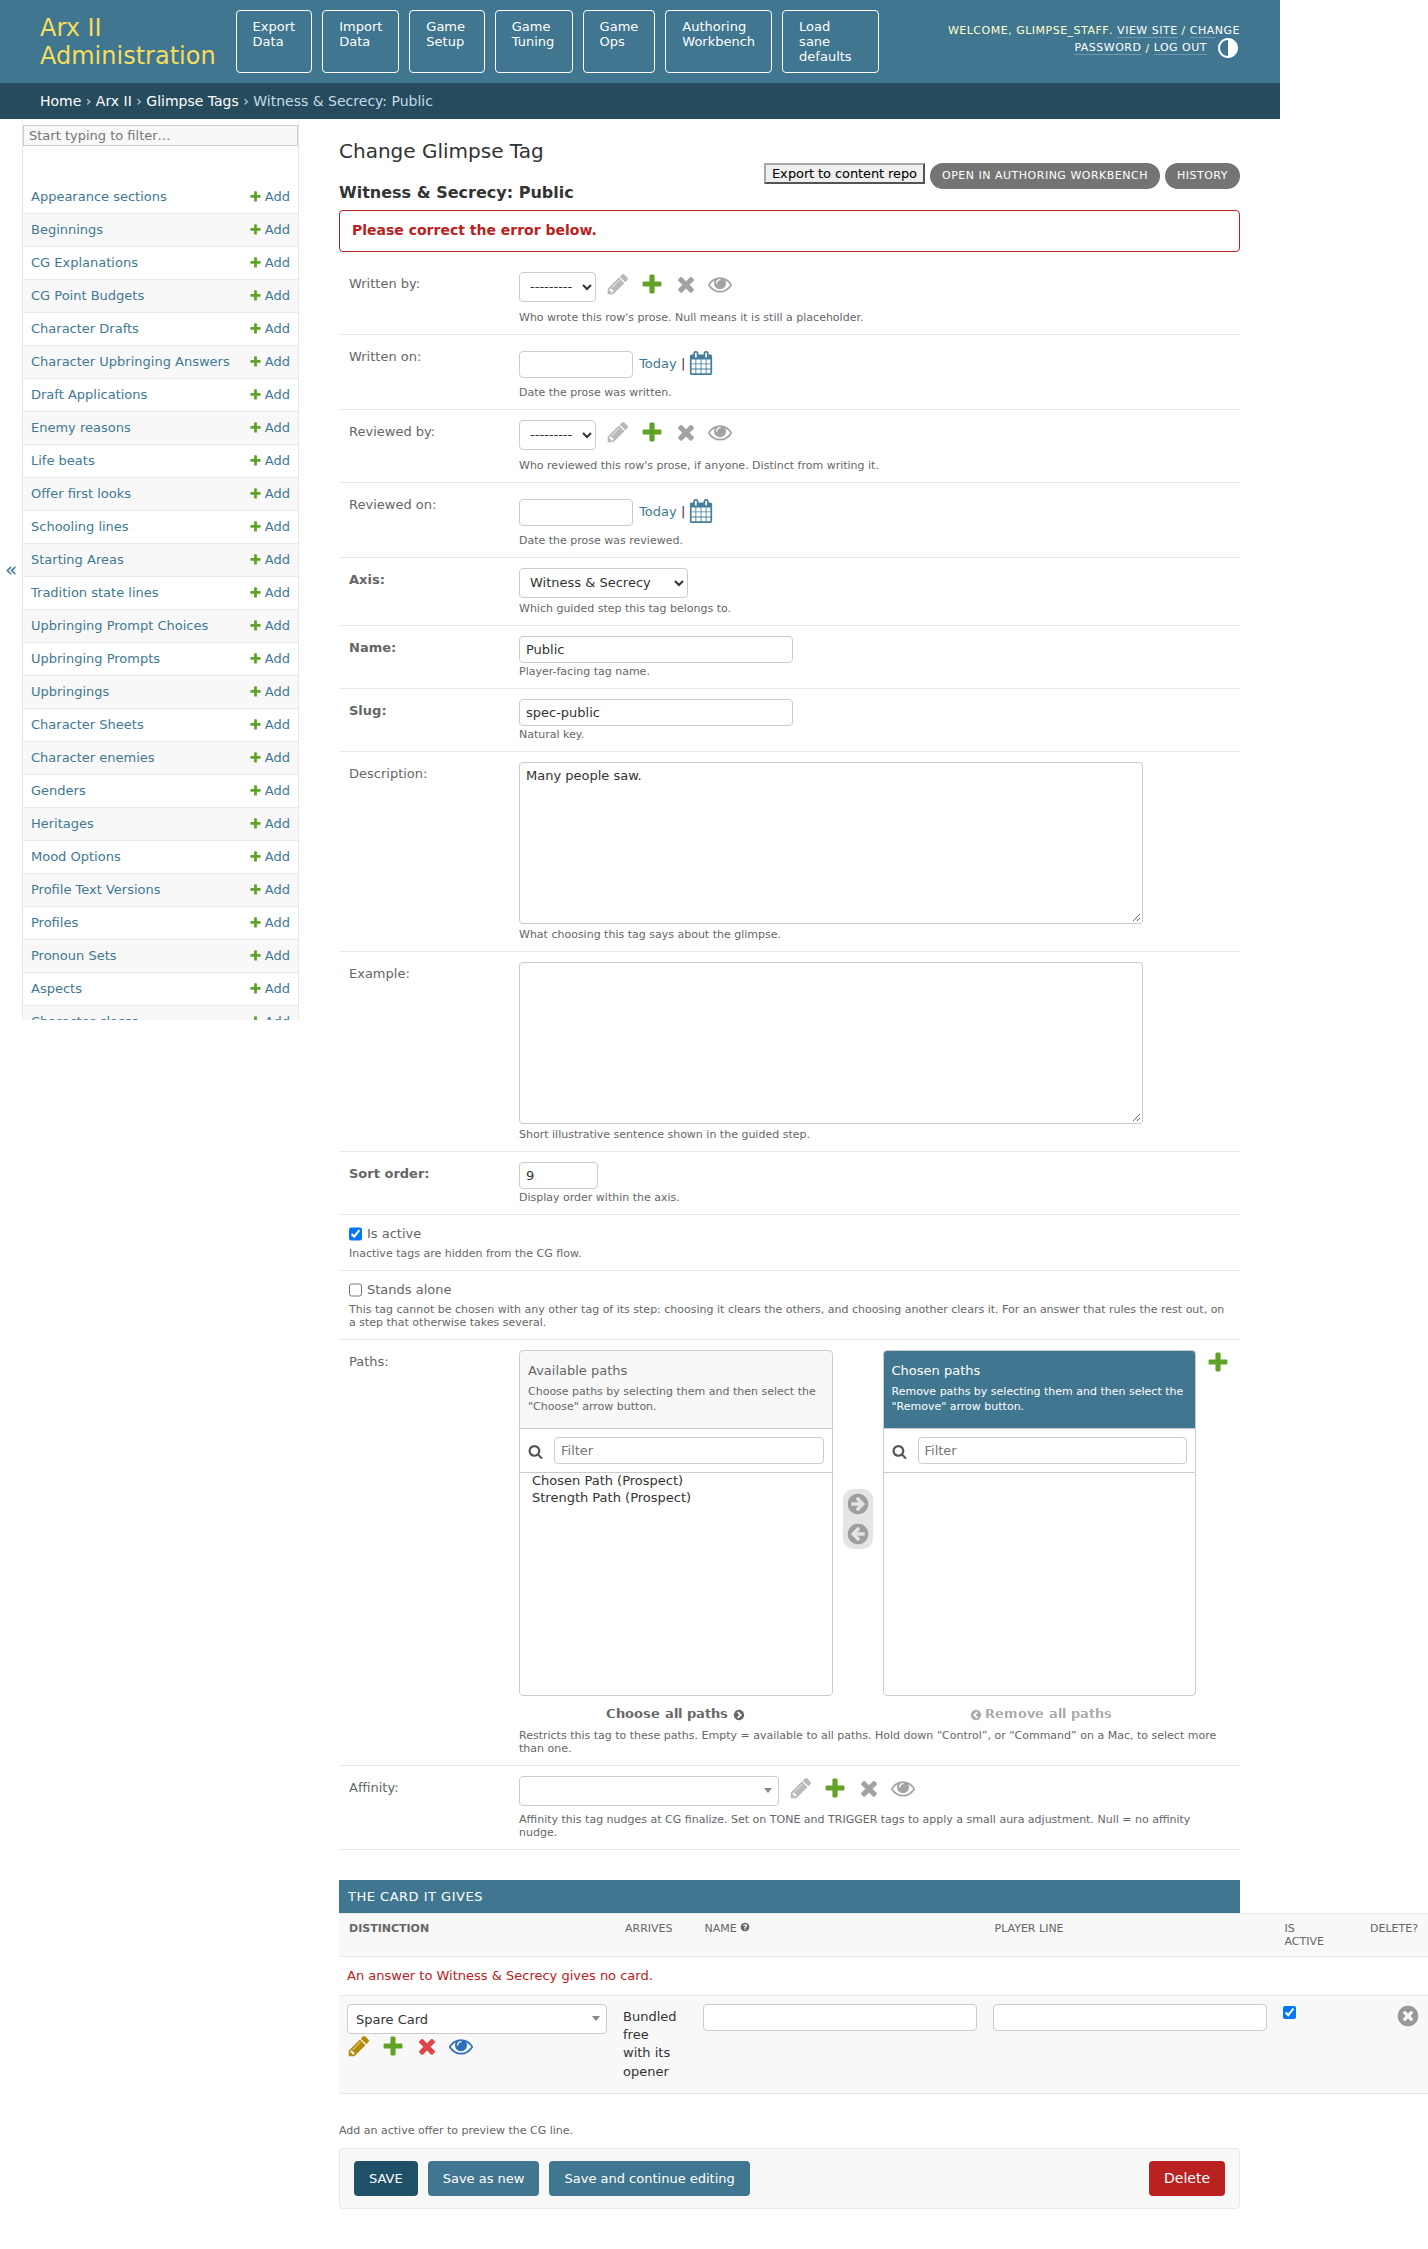 Arx II
Administration
Export Data
Import Data
Game Setup
Game Tuning
Game Ops
Authoring Workbench
Load sane defaults
WELCOME, GLIMPSE_STAFF. VIEW SITE / CHANGE
PASSWORD / LOG OUT
Home › Arx II › Glimpse Tags › Witness & Secrecy: Public
Start typing to filter…
Appearance sections Add
Beginnings Add
CG Explanations Add
CG Point Budgets Add
Character Drafts Add
Character Upbringing Answers Add
Draft Applications Add
Enemy reasons Add
Life beats Add
Offer first looks Add
Schooling lines Add
Starting Areas Add
Tradition state lines Add
Upbringing Prompt Choices Add
Upbringing Prompts Add
Upbringings Add
Character Sheets Add
Character enemies Add
Genders Add
Heritages Add
Mood Options Add
Profile Text Versions Add
Profiles Add
Pronoun Sets Add
Aspects Add
«
Change Glimpse Tag
Export to content repo OPEN IN AUTHORING WORKBENCH HISTORY
Witness & Secrecy: Public
Please correct the error below.
Written by: ---------
Who wrote this row's prose. Null means it is still a placeholder.
Written on: Today |
Date the prose was written.
Reviewed by: ---------
Who reviewed this row's prose, if anyone. Distinct from writing it.
Reviewed on: Today |
Date the prose was reviewed.
Axis: Witness & Secrecy
Which guided step this tag belongs to.
Name: Public
Player-facing tag name.
Slug: spec-public
Natural key.
Description: Many people saw.
What choosing this tag says about the glimpse.
Example:
Short illustrative sentence shown in the guided step.
Sort order: 9
Display order within the axis.
Is active
Inactive tags are hidden from the CG flow.
Stands alone
This tag cannot be chosen with any other tag of its step: choosing it clears the others, and choosing another clears it. For an answer that rules the rest out, on
a step that otherwise takes several.
Paths:
Available paths
Choose paths by selecting them and then select the
"Choose" arrow button.
Filter
Chosen Path (Prospect)
Strength Path (Prospect)
Choose all paths
Chosen paths
Remove paths by selecting them and then select the
"Remove" arrow button.
Filter
Remove all paths
Restricts this tag to these paths. Empty = available to all paths. Hold down “Control”, or “Command” on a Mac, to select more
than one.
Affinity:
Affinity this tag nudges at CG finalize. Set on TONE and TRIGGER tags to apply a small aura adjustment. Null = no affinity
nudge.
THE CARD IT GIVES
DISTINCTION ARRIVES NAME PLAYER LINE IS ACTIVE DELETE?
An answer to Witness & Secrecy gives no card.
Spare Card
Bundled
free
with its
opener
Add an active offer to preview the CG line.
SAVE Save as new Save and continue editing Delete